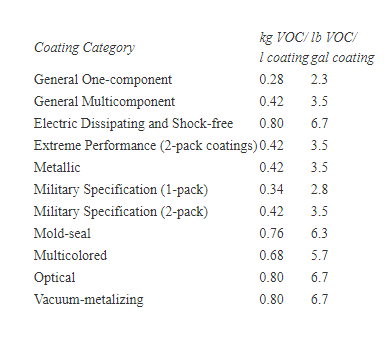 Coating Category kg VOC/ l coating lb VOC/ gal coating
General One-component 0.28 2.3
General Multicomponent 0.42 3.5
Electric Dissipating and Shock-free 0.80 6.7
Extreme Performance (2-pack coatings) 0.42 3.5
Metallic 0.42 3.5
Military Specification (1-pack) 0.34 2.8
Military Specification (2-pack) 0.42 3.5
Mold-seal 0.76 6.3
Multicolored 0.68 5.7
Optical 0.80 6.7
Vacuum-metalizing 0.80 6.7